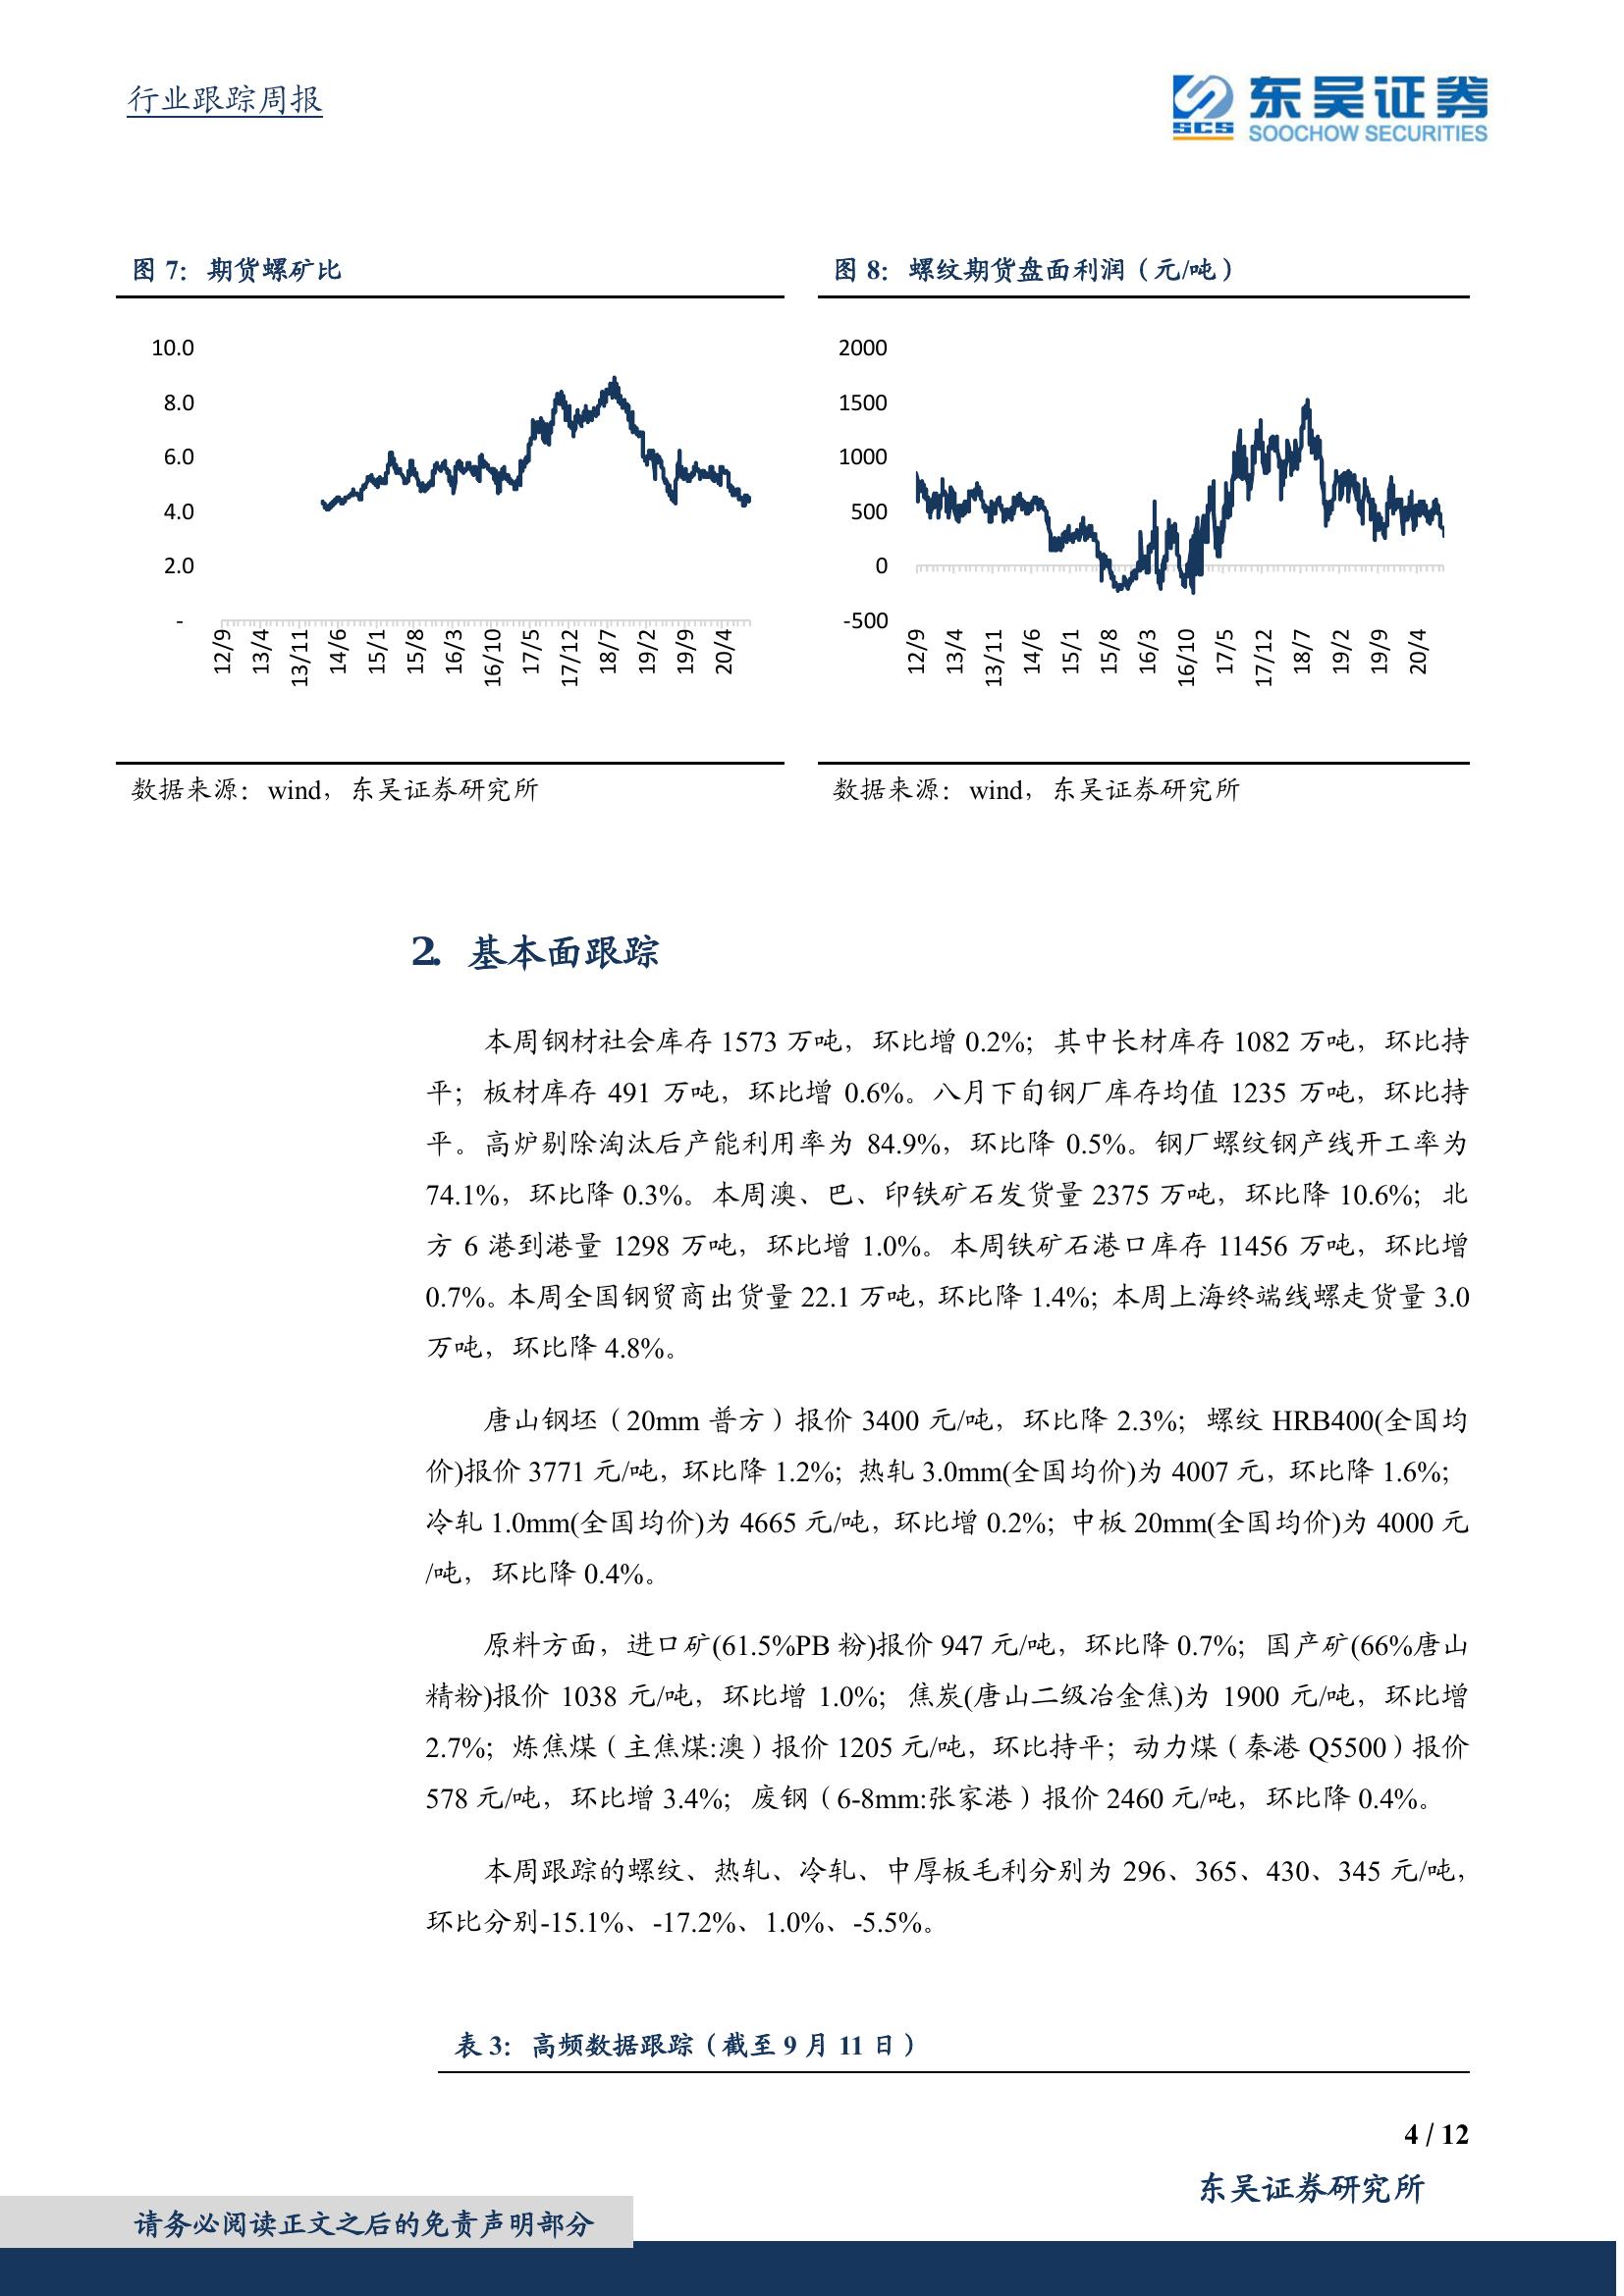 行业跟踪周报
SCS
东吴证券
SOOCHOW SECURITIES
图 7：期货螺矿比
10.0
8.0
6.0
4.0
2.0
-
12/9
13/4
13/11
14/6
15/1
15/8
16/3
16/10
17/5
17/12
18/7
19/2
19/9
20/4
数据来源：wind，东吴证券研究所
图 8：螺纹期货盘面利润（元/吨）
2000
1500
1000
500
0
-500
12/9
13/4
13/11
14/6
15/1
15/8
16/3
16/10
17/5
17/12
18/7
19/2
19/9
20/4
数据来源：wind，东吴证券研究所
2. 基本面跟踪
本周钢材社会库存 1573 万吨，环比增 0.2%；其中长材库存 1082 万吨，环比持
平；板材库存 491 万吨，环比增 0.6%。八月下旬钢厂库存均值 1235 万吨，环比持
平。高炉剔除淘汰后产能利用率为 84.9%，环比降 0.5%。钢厂螺纹钢产线开工率为
74.1%，环比降 0.3%。本周澳、巴、印铁矿石发货量 2375 万吨，环比降 10.6%；北
方 6 港到港量 1298 万吨，环比增 1.0%。本周铁矿石港口库存 11456 万吨，环比增
0.7%。本周全国钢贸商出货量 22.1 万吨，环比降 1.4%；本周上海终端线螺走货量 3.0
万吨，环比降 4.8%。
唐山钢坯（20mm 普方）报价 3400 元/吨，环比降 2.3%；螺纹 HRB400(全国均
价)报价 3771 元/吨，环比降 1.2%；热轧 3.0mm(全国均价)为 4007 元，环比降 1.6%；
冷轧 1.0mm(全国均价)为 4665 元/吨，环比增 0.2%；中板 20mm(全国均价)为 4000 元
/吨，环比降 0.4%。
原料方面，进口矿(61.5%PB 粉)报价 947 元/吨，环比降 0.7%；国产矿(66%唐山
精粉)报价 1038 元/吨，环比增 1.0%；焦炭(唐山二级冶金焦)为 1900 元/吨，环比增
2.7%；炼焦煤（主焦煤:澳）报价 1205 元/吨，环比持平；动力煤（秦港 Q5500）报价
578 元/吨，环比增 3.4%；废钢（6-8mm:张家港）报价 2460 元/吨，环比降 0.4%。
本周跟踪的螺纹、热轧、冷轧、中厚板毛利分别为 296、365、430、345 元/吨，
环比分别-15.1%、-17.2%、1.0%、-5.5%。
表 3：高频数据跟踪（截至 9 月 11 日）
4 / 12
东吴证券研究所
请务必阅读正文之后的免责声明部分